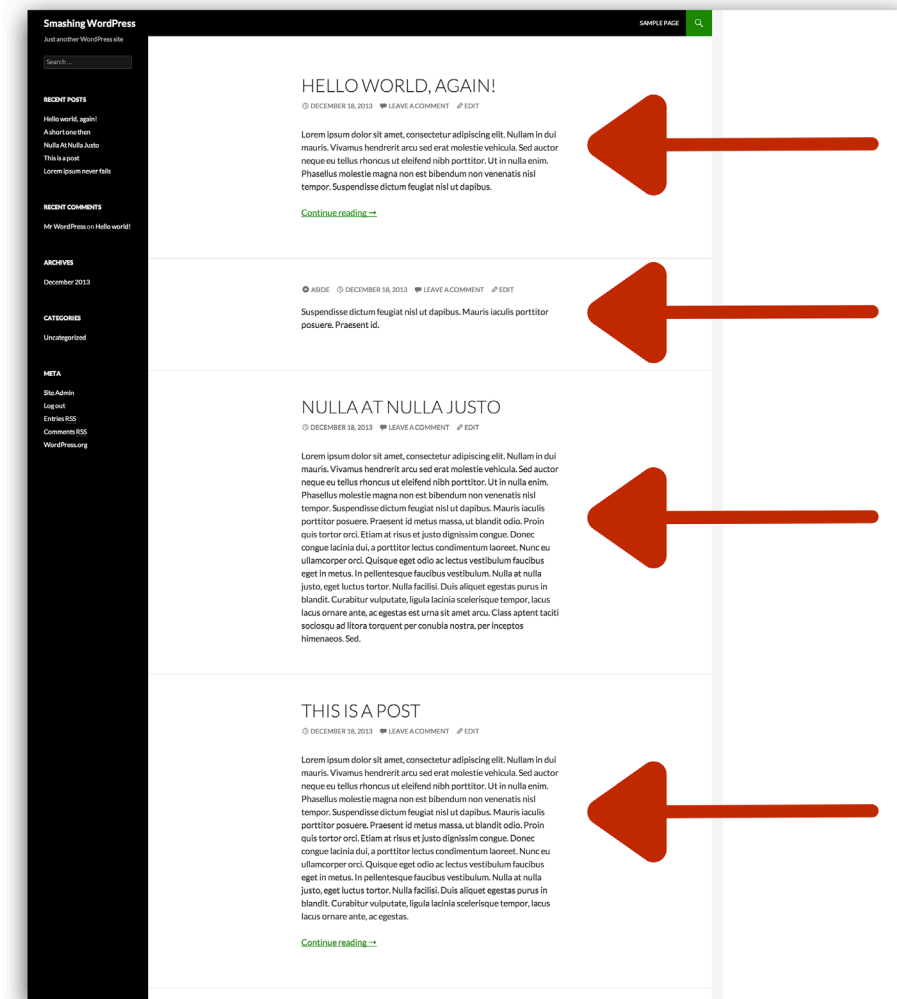 Smashing WordPress
Just another WordPress site
Search ...
RECENT POSTS
Hello world, again!
A short one then
Nulla At Nulla Justo
This is a post
Lorem ipsum never fails
RECENT COMMENTS
Mr WordPress on Hello world!
ARCHIVES
December 2013
CATEGORIES
Uncategorized
META
Site Admin
Log out
Entries RSS
Comments RSS
WordPress.org
SAMPLE PAGE
HELLO WORLD, AGAIN!
DECEMBER 18, 2013 LEAVE A COMMENT EDIT
Lorem ipsum dolor sit amet, consectetur adipiscing elit. Nullam in dui
mauris. Vivamus hendrerit arcu sed erat molestie vehicula. Sed auctor
neque eu tellus rhoncus ut eleifend nibh porttitor. Ut in nulla enim.
Phasellus molestie magna non est bibendum non venenatis nisl
tempor. Suspendisse dictum feugiat nisl ut dapibus.
Continue reading →
ASIDE DECEMBER 18, 2013 LEAVE A COMMENT EDIT
Suspendisse dictum feugiat nisl ut dapibus. Mauris iaculis porttitor
posuere. Praesent id.
NULLA AT NULLA JUSTO
DECEMBER 18, 2013 LEAVE A COMMENT EDIT
Lorem ipsum dolor sit amet, consectetur adipiscing elit. Nullam in dui
mauris. Vivamus hendrerit arcu sed erat molestie vehicula. Sed auctor
neque eu tellus rhoncus ut eleifend nibh porttitor. Ut in nulla enim.
Phasellus molestie magna non est bibendum non venenatis nisl
tempor. Suspendisse dictum feugiat nisl ut dapibus. Mauris iaculis
porttitor posuere. Praesent id metus massa, ut blandit odio. Proin
quis tortor orci. Etiam at risus et justo dignissim congue. Donec
congue lacinia dui, a porttitor lectus condimentum laoreet. Nunc eu
ullamcorper orci. Quisque eget odio ac lectus vestibulum faucibus
eget in metus. In pellentesque faucibus vestibulum. Nulla at nulla
justo, eget luctus tortor. Nulla facilisi. Duis aliquet egestas purus in
blandit. Curabitur vulputate, ligula lacinia scelerisque tempor, lacus
lacus ornare ante, ac egestas est urna sit amet arcu. Class aptent taciti
sociosqu ad litora torquent per conubia nostra, per inceptos
himenaeos. Sed.
THIS IS A POST
DECEMBER 18, 2013 LEAVE A COMMENT EDIT
Lorem ipsum dolor sit amet, consectetur adipiscing elit. Nullam in dui
mauris. Vivamus hendrerit arcu sed erat molestie vehicula. Sed auctor
neque eu tellus rhoncus ut eleifend nibh porttitor. Ut in nulla enim.
Phasellus molestie magna non est bibendum non venenatis nisl
tempor. Suspendisse dictum feugiat nisl ut dapibus. Mauris iaculis
porttitor posuere. Praesent id metus massa, ut blandit odio. Proin
quis tortor orci. Etiam at risus et justo dignissim congue. Donec
congue lacinia dui, a porttitor lectus condimentum laoreet. Nunc eu
ullamcorper orci. Quisque eget odio ac lectus vestibulum faucibus
eget in metus. In pellentesque faucibus vestibulum. Nulla at nulla
justo, eget luctus tortor. Nulla facilisi. Duis aliquet egestas purus in
blandit. Curabitur vulputate, ligula lacinia scelerisque tempor, lacus
lacus ornare ante, ac egestas.
Continue reading →